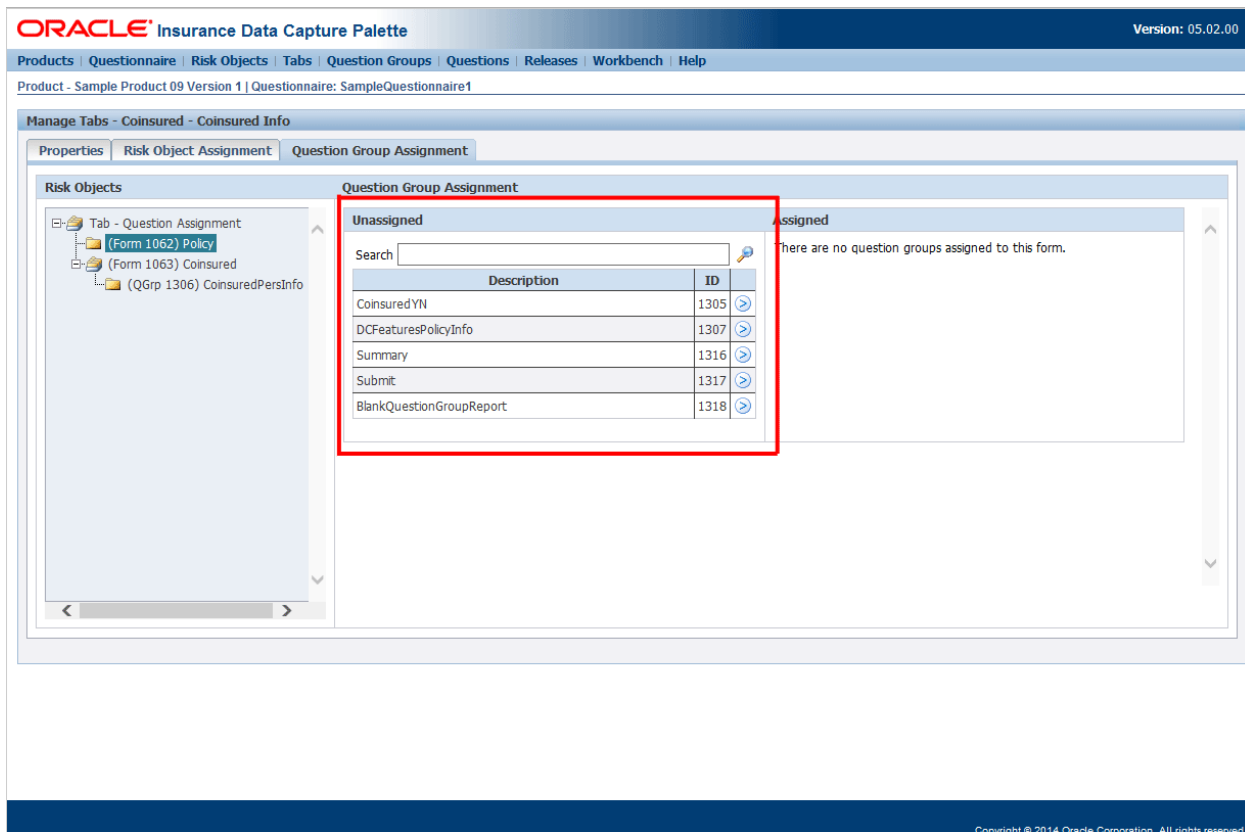 ORACLE Insurance Data Capture Palette Version: 05.02.00
Products | Questionnaire | Risk Objects | Tabs | Question Groups | Questions | Releases | Workbench | Help
Product - Sample Product 09 Version 1 | Questionnaire: SampleQuestionnaire1
Manage Tabs - Coinsured - Coinsured Info
Properties Risk Object Assignment Question Group Assignment
Risk Objects
Tab - Question Assignment
(Form 1062) Policy
(Form 1063) Coinsured
(QGrp 1306) CoinsuredPersInfo
Question Group Assignment
Unassigned
Search
Description ID
CoinsuredYN 1305
DCFeaturesPolicyInfo 1307
Summary 1316
Submit 1317
BlankQuestionGroupReport 1318
Assigned
There are no question groups assigned to this form.
Copyright © 2014 Oracle Corporation. All rights reserved